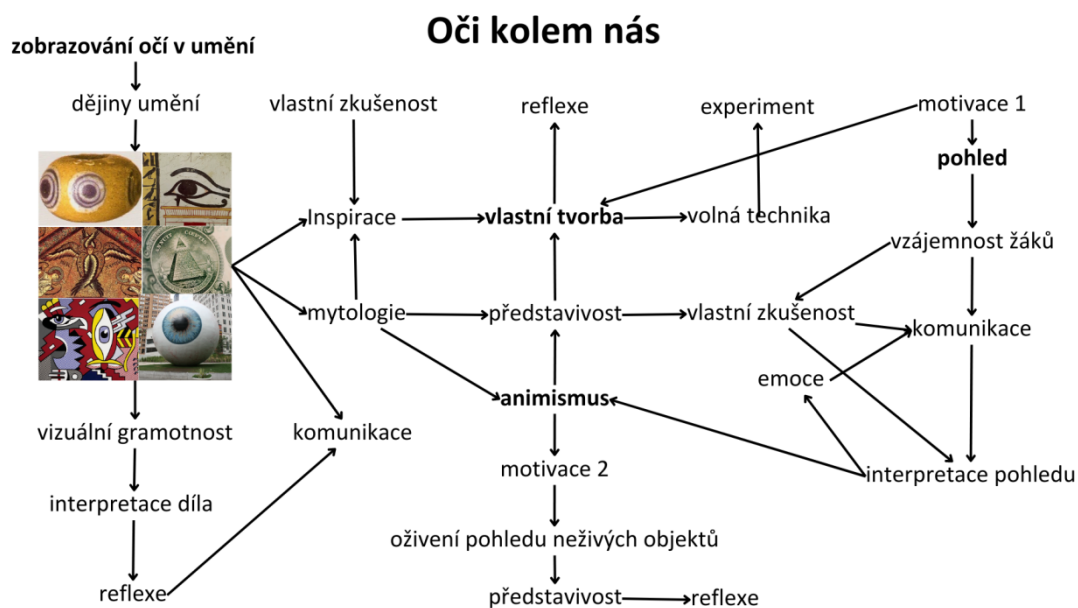 Oči kolem nás
zobrazování očí v umění
dějiny umění
vlastní zkušenost
reflexe
experiment
motivace 1
pohled
Inspirace
vlastní tvorba
volná technika
vzájemnost žáků
mytologie
představivost
vlastní zkušenost
komunikace
emoce
animismus
vizuální gramotnost
komunikace
motivace 2
interpretace pohledu
interpretace díla
oživení pohledu neživých objektů
reflexe
představivost
reflexe